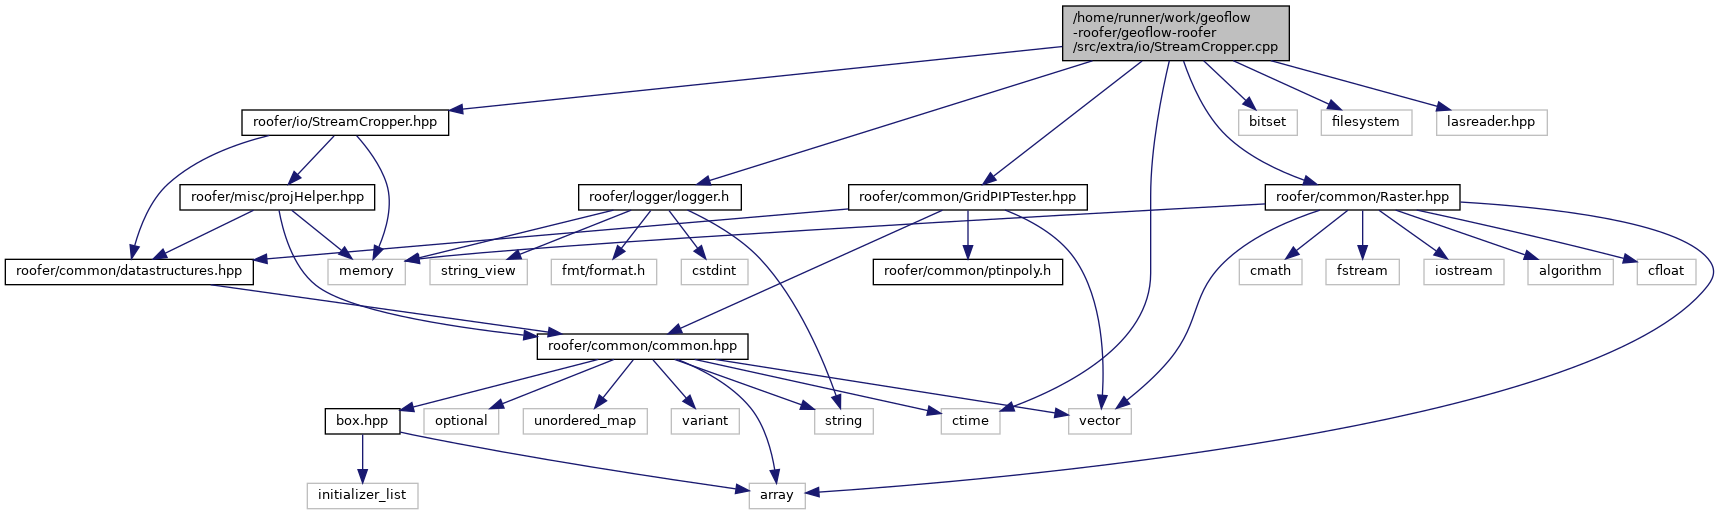 /home/runner/work/geoflow
-roofer/geoflow-roofer
/src/extra/io/StreamCropper.cpp
roofer/io/StreamCropper.hpp
bitset
filesystem
lasreader.hpp
roofer/misc/projHelper.hpp
roofer/logger/logger.h
roofer/common/GridPIPTester.hpp
roofer/common/Raster.hpp
roofer/common/datastructures.hpp
memory
string_view
fmt/format.h
cstdint
roofer/common/ptinpoly.h
cmath
fstream
iostream
algorithm
cfloat
roofer/common/common.hpp
box.hpp
optional
unordered_map
variant
string
ctime
vector
initializer_list
array